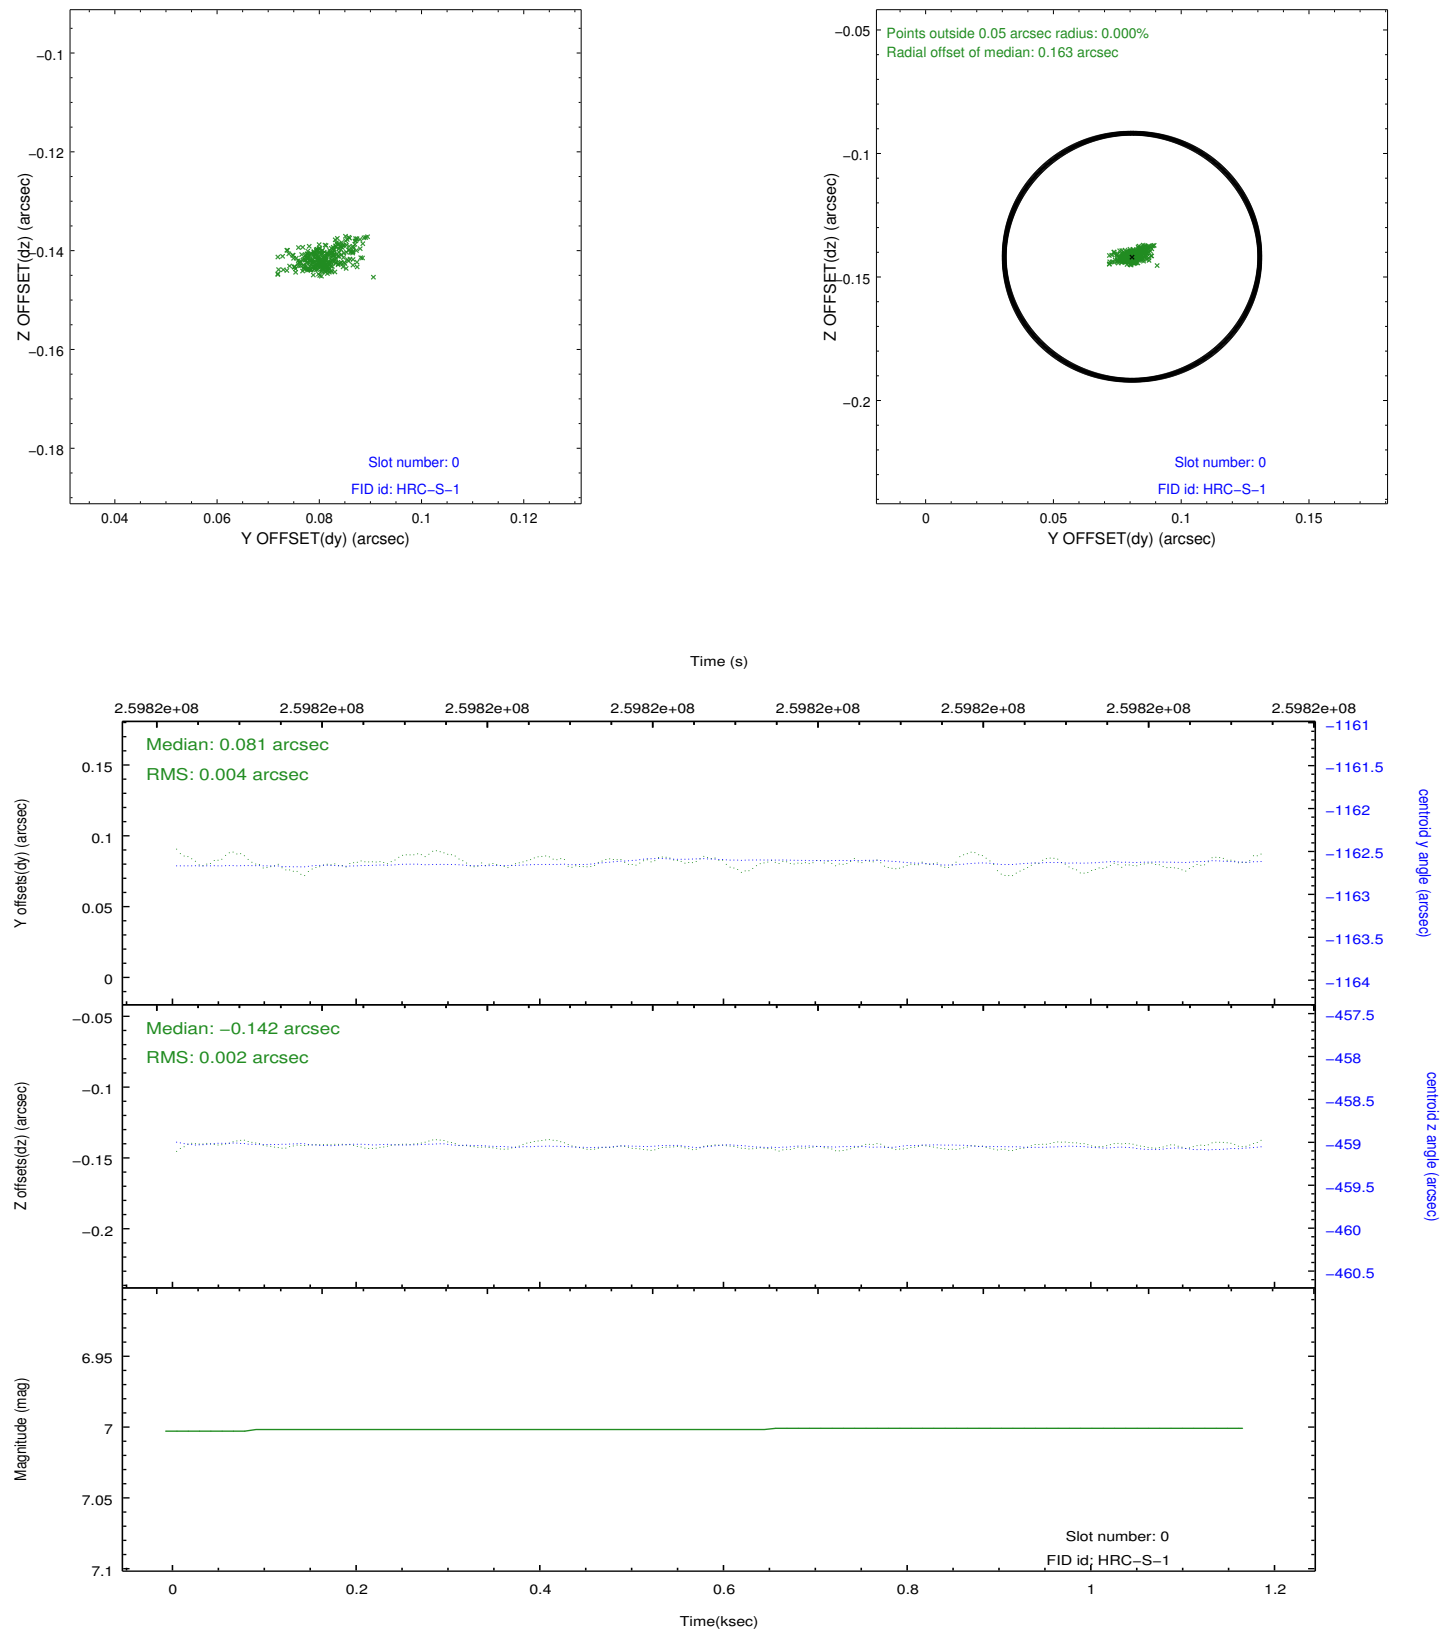 −0.1
−0.12
−0.14
−0.16
−0.18
Z OFFSET(dz) (arcsec)
Slot number: 0
FID id: HRC−S−1
0.04
0.06
0.08
0.1
0.12
Y OFFSET(dy) (arcsec)
Points outside 0.05 arcsec radius: 0.000%
Radial offset of median: 0.163 arcsec
−0.05
−0.1
−0.15
−0.2
Z OFFSET(dz) (arcsec)
Slot number: 0
FID id: HRC−S−1
0
0.05
0.1
0.15
Y OFFSET(dy) (arcsec)
Time (s)
2.5982e+08 2.5982e+08 2.5982e+08 2.5982e+08 2.5982e+08 2.5982e+08 2.5982e+08 2.5982e+08
Median: 0.081 arcsec
RMS: 0.004 arcsec
0.15
0.1
0.05
0
Y offsets(dy) (arcsec)
−1161
−1161.5
−1162
−1162.5
−1163
−1163.5
−1164
centroid y angle (arcsec)
Median: −0.142 arcsec
RMS: 0.002 arcsec
−0.05
−0.1
−0.15
−0.2
Z offsets(dz) (arcsec)
−457.5
−458
−458.5
−459
−459.5
−460
−460.5
centroid z angle (arcsec)
6.95
7
7.05
7.1
Magnitude (mag)
Slot number: 0
FID id: HRC−S−1
0
0.2
0.4
0.6
0.8
1
1.2
Time(ksec)